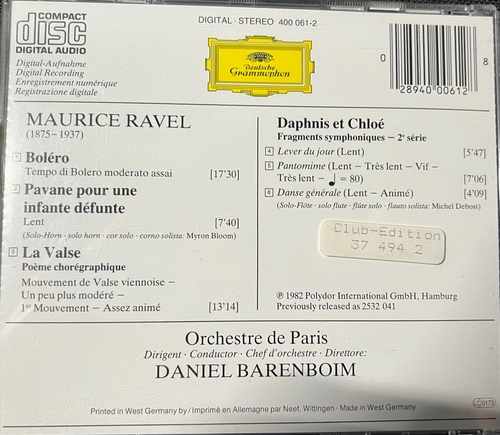 COMPACT
disc
DIGITAL AUDIO
DIGITAL · STEREO 400 061-2
Digital-Aufnahme
Digital Recording
Enregistrement numérique
Registrazione digitale
Deutsche
Grammophon
0
8
28940 00612
MAURICE RAVEL
(1875–1937)
1 Boléro
Tempo di Bolero moderato assai [17'30]
2 Pavane pour une
infante défunte
Lent [7'40]
(Solo-Horn · solo horn · cor solo · corno solista: Myron Bloom)
3 La Valse
Poème chorégraphique
Mouvement de Valse viennoise –
Un peu plus modéré –
1er Mouvement – Assez animé [13'14]
Daphnis et Chloé
Fragments symphoniques – 2e série
4 Lever du jour (Lent) [5'47]
5 Pantomime (Lent – Très lent – Vif –
Très lent – ♩ = 80) [7'06]
6 Danse générale (Lent – Animé) [4'09]
(Solo-Flöte · solo flute · flûte solo · flauto solista: Michel Debost)
Club-Edition
37 494 2
℗ 1982 Polydor International GmbH, Hamburg
Previously released as 2532 041
Orchestre de Paris
Dirigent · Conductor · Chef d'orchestre · Direttore:
DANIEL BARENBOIM
Printed in West Germany by / Imprimé en Allemagne par Neef, Wittingen · Made in West Germany